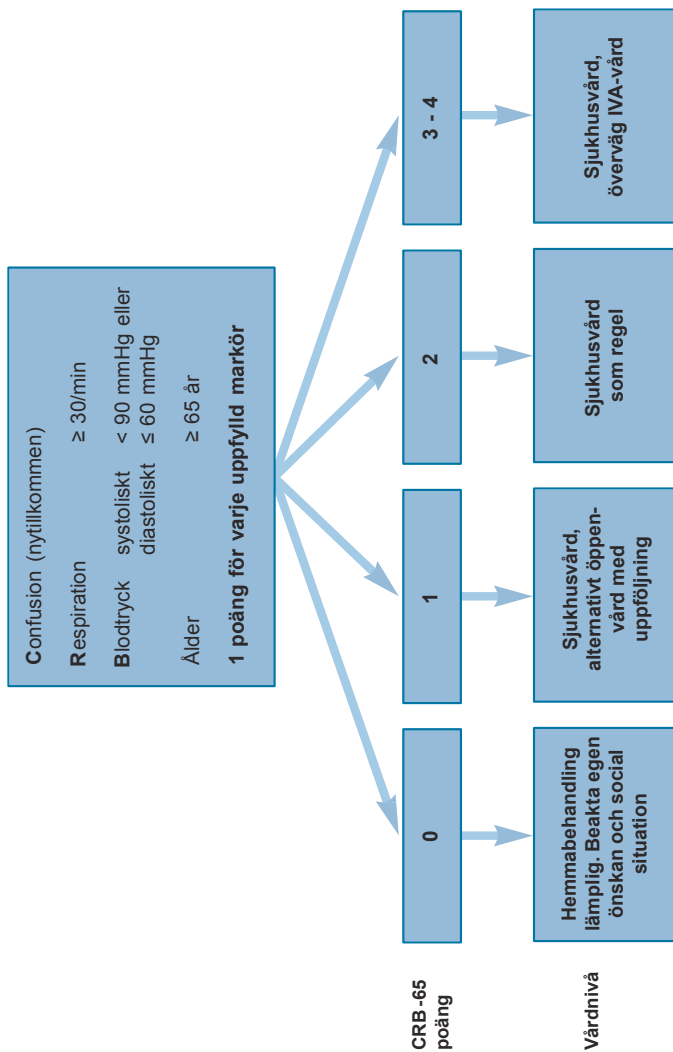 Confusion (nytillkommen)
Respiration ≥ 30/min
Blodtryck systoliskt < 90 mmHg eller
diastoliskt ≤ 60 mmHg
Ålder ≥ 65 år
1 poäng för varje uppfylld markör
CRB-65
poäng
0
1
2
3 - 4
Vårdnivå
Hemmabehandling
lämplig. Beakta egen
önskan och social
situation
Sjukhusvård,
alternativt öppen-
vård med
uppföljning
Sjukhusvård
som regel
Sjukhusvård,
överväg IVA-vård